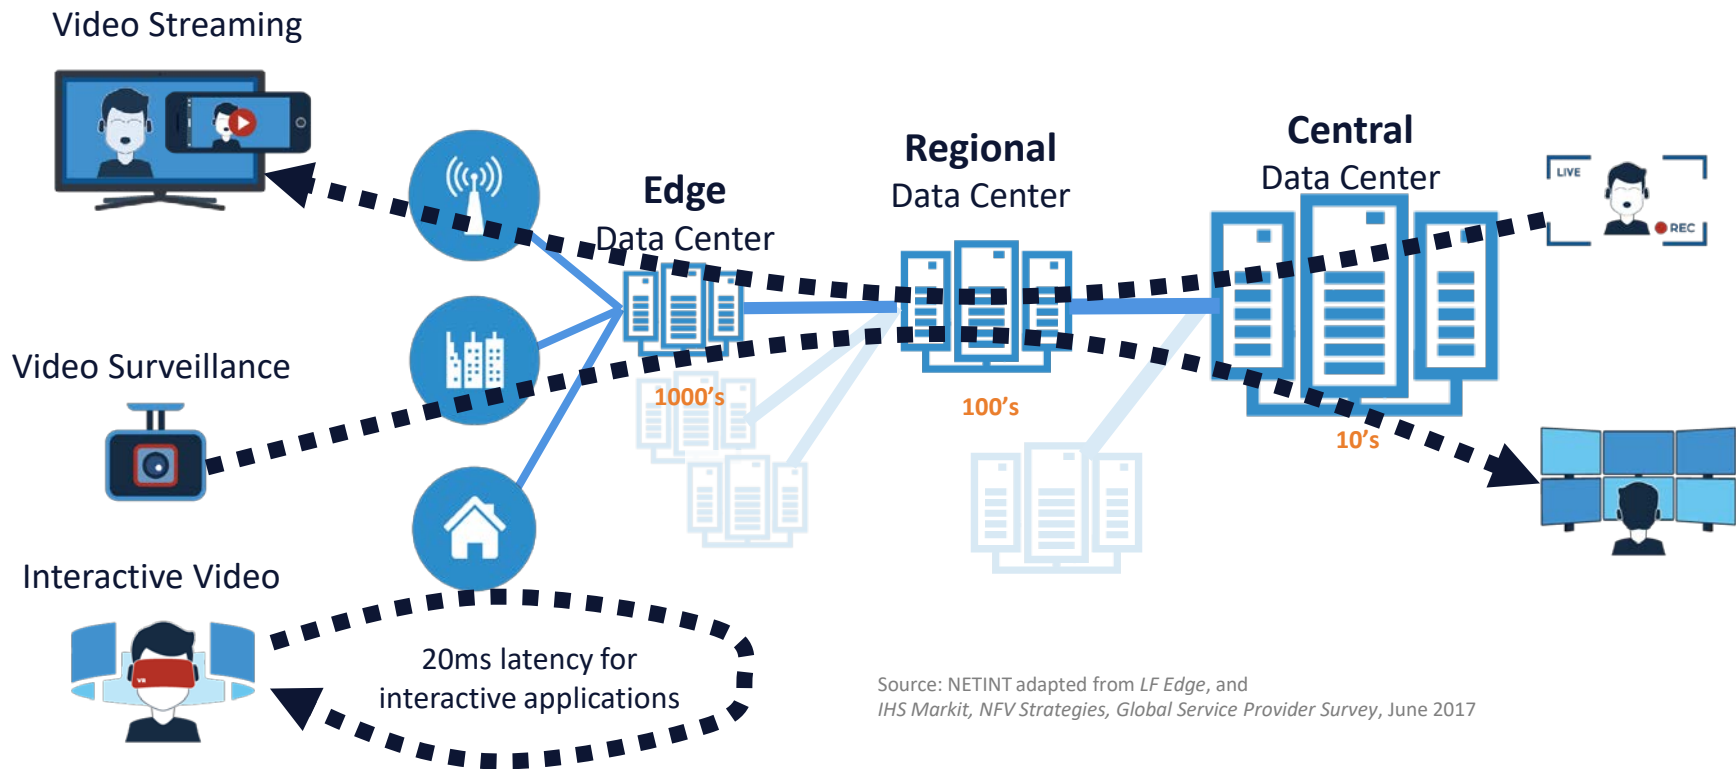 Video Streaming
Edge
Data Center
Regional
Data Center
Central
Data Center
LIVE
REC
Video Surveillance
1000's
100's
10's
Interactive Video
VR
20ms latency for
interactive applications
Source: NETINT adapted from LF Edge, and
IHS Markit, NFV Strategies, Global Service Provider Survey, June 2017